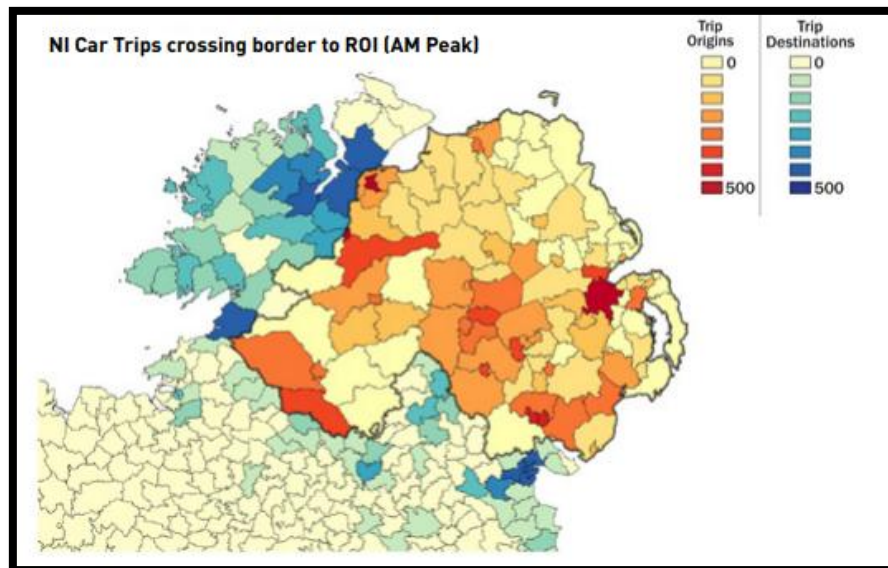 NI Car Trips crossing border to ROI (AM Peak)
Trip
Origins
0
500
Trip
Destinations
0
500